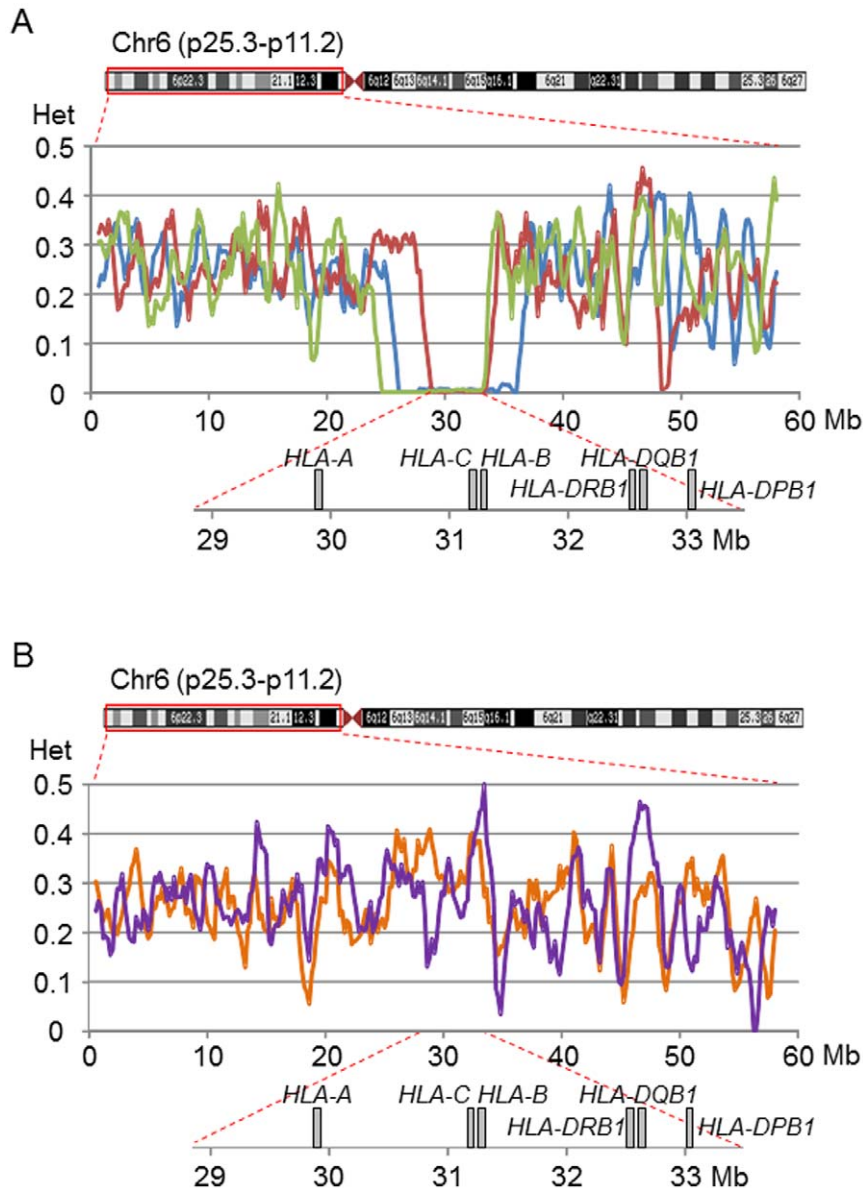 A
Chr6 (p25.3-p11.2)
6p22.3 21.1 12.3 6q12 6q13 6q14.1 6q15 q16.1 6q21 q22.31 25.3 26 6q27
Het
0.5
0.4
0.3
0.2
0.1
0
0 10 20 30 40 50 60 Mb
HLA-A HLA-C HLA-B HLA-DQB1
HLA-DRB1 HLA-DPB1
29 30 31 32 33 Mb
B
Chr6 (p25.3-p11.2)
6p22.3 21.1 12.3 6q12 6q13 6q14.1 6q15 q16.1 6q21 q22.31 25.3 26 6q27
Het
0.5
0.4
0.3
0.2
0.1
0
0 10 20 30 40 50 60 Mb
HLA-A HLA-C HLA-B HLA-DQB1
HLA-DRB1 HLA-DPB1
29 30 31 32 33 Mb